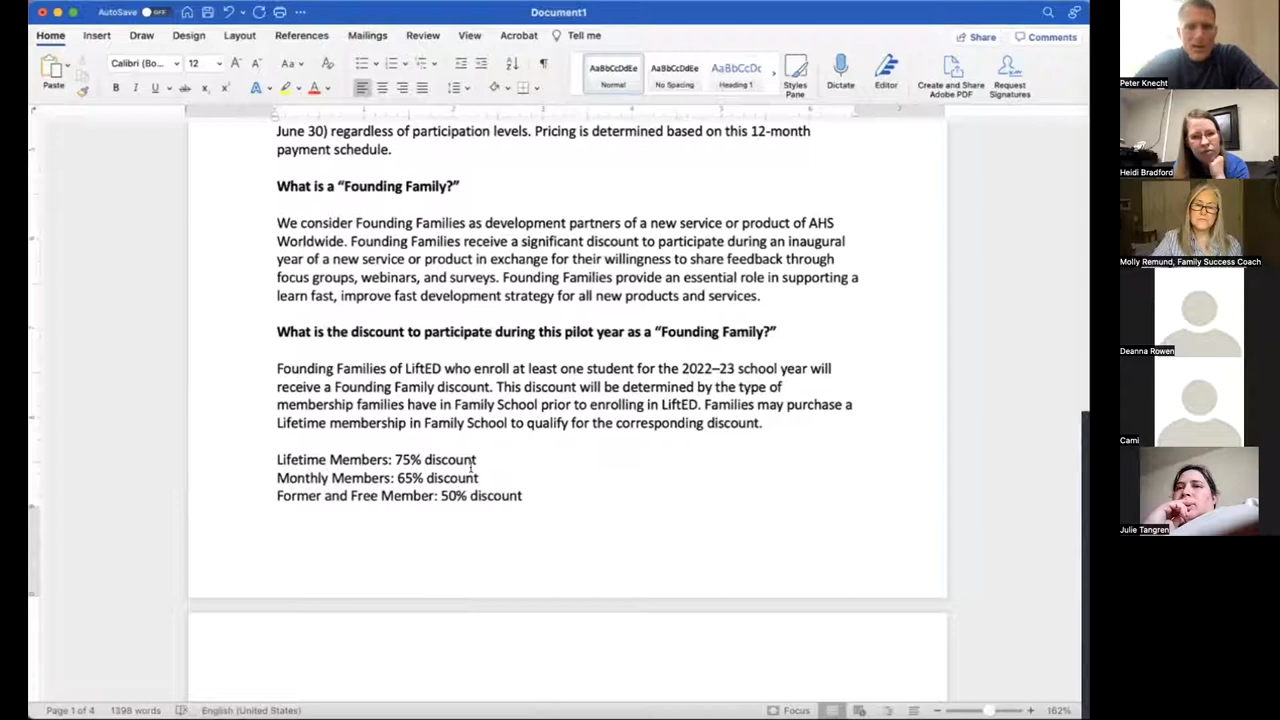 AutoSave OFF
Document1
Home Insert Draw Design Layout References Mailings Review View Acrobat Tell me
Share Comments
Calibri (Bo... 12
Paste
AaBbCcDdEe
Normal
AaBbCcDdEe
No Spacing
AaBbCcDc
Heading 1
Styles
Pane
Dictate
Editor
Create and Share
Adobe PDF
Request
Signatures
June 30) regardless of participation levels. Pricing is determined based on this 12-month
payment schedule.
What is a “Founding Family?”
We consider Founding Families as development partners of a new service or product of AHS
Worldwide. Founding Families receive a significant discount to participate during an inaugural
year of a new service or product in exchange for their willingness to share feedback through
focus groups, webinars, and surveys. Founding Families provide an essential role in supporting a
learn fast, improve fast development strategy for all new products and services.
What is the discount to participate during this pilot year as a “Founding Family?”
Founding Families of LiftED who enroll at least one student for the 2022–23 school year will
receive a Founding Family discount. This discount will be determined by the type of
membership families have in Family School prior to enrolling in LiftED. Families may purchase a
Lifetime membership in Family School to qualify for the corresponding discount.
Lifetime Members: 75% discount
Monthly Members: 65% discount
Former and Free Member: 50% discount
Page 1 of 4 1398 words English (United States) Focus 162%
Peter Knecht
Heidi Bradford
Molly Remund, Family Success Coach
Deanna Rowen
Cami
Julie Tangren